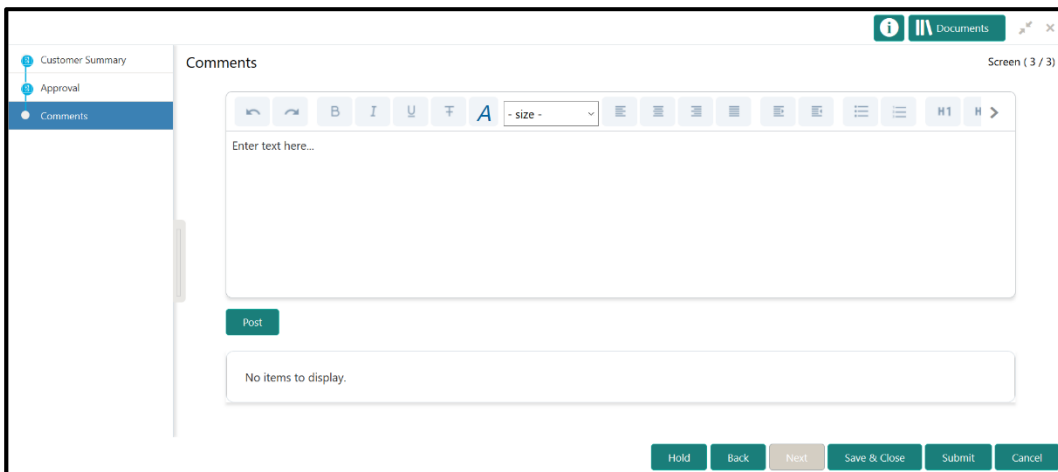 Documents
Customer Summary
Approval
Comments
Comments
Screen ( 3 / 3)
B I U T A - size - H1 H
Enter text here...
Post
No items to display.
Hold Back Next Save & Close Submit Cancel